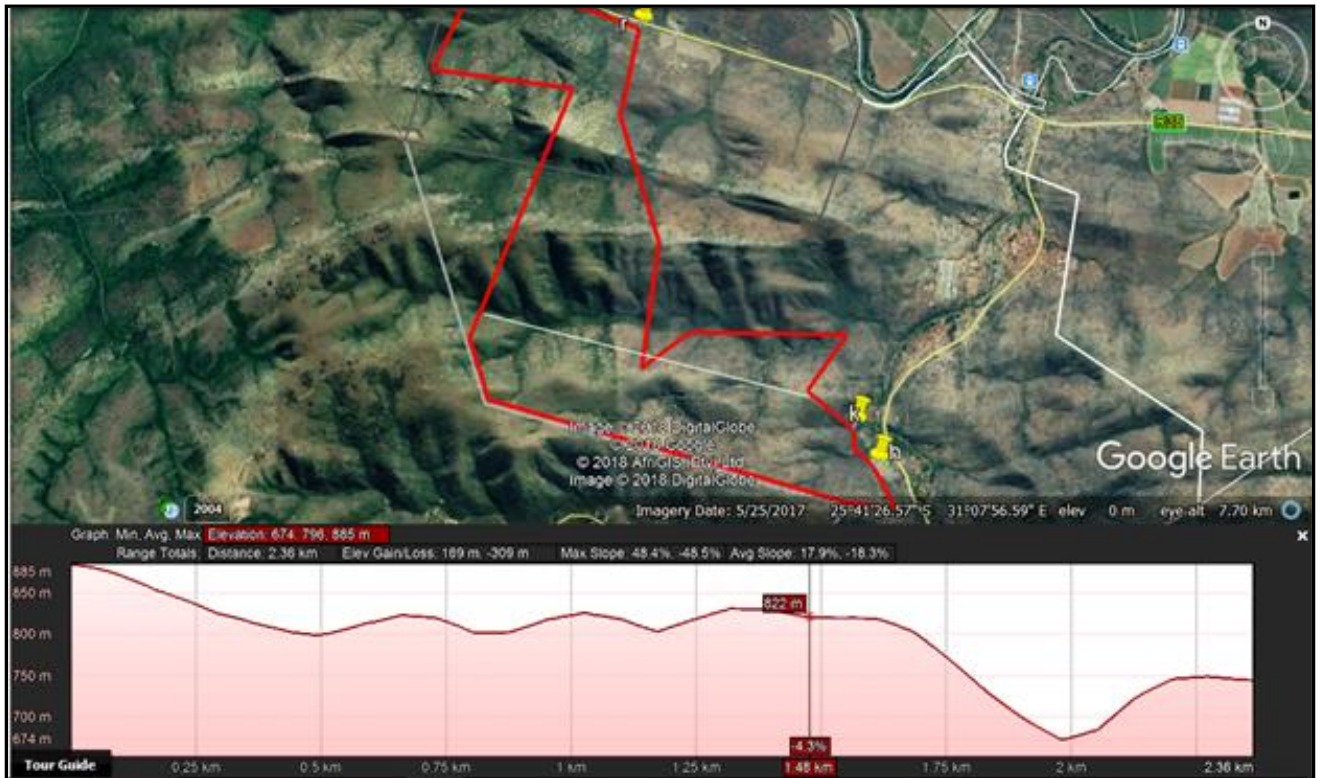 r
N
R38
k
h
Image © 2018 DigitalGlobe
© 2018 Google
© 2018 AfriGIS (Pty) Ltd.
Image © 2018 DigitalGlobe
Google Earth
2004
Imagery Date: 5/25/2017 25°41'26.57" S 31°07'56.59" E elev 0 m eye alt 7.70 km
Graph: Min, Avg, Max Elevation: 674, 796, 885 m
Range Totals: Distance: 2.36 km Elev Gain/Loss: 189 m, -309 m Max Slope: 48.4%, -48.5% Avg Slope: 17.9%, -18.3%
885 m
850 m
800 m
750 m
700 m
674 m
822 m
-4.3%
Tour Guide
0.25 km 0.5 km 0.75 km 1 km 1.25 km 1.48 km 1.75 km 2 km 2.36 km